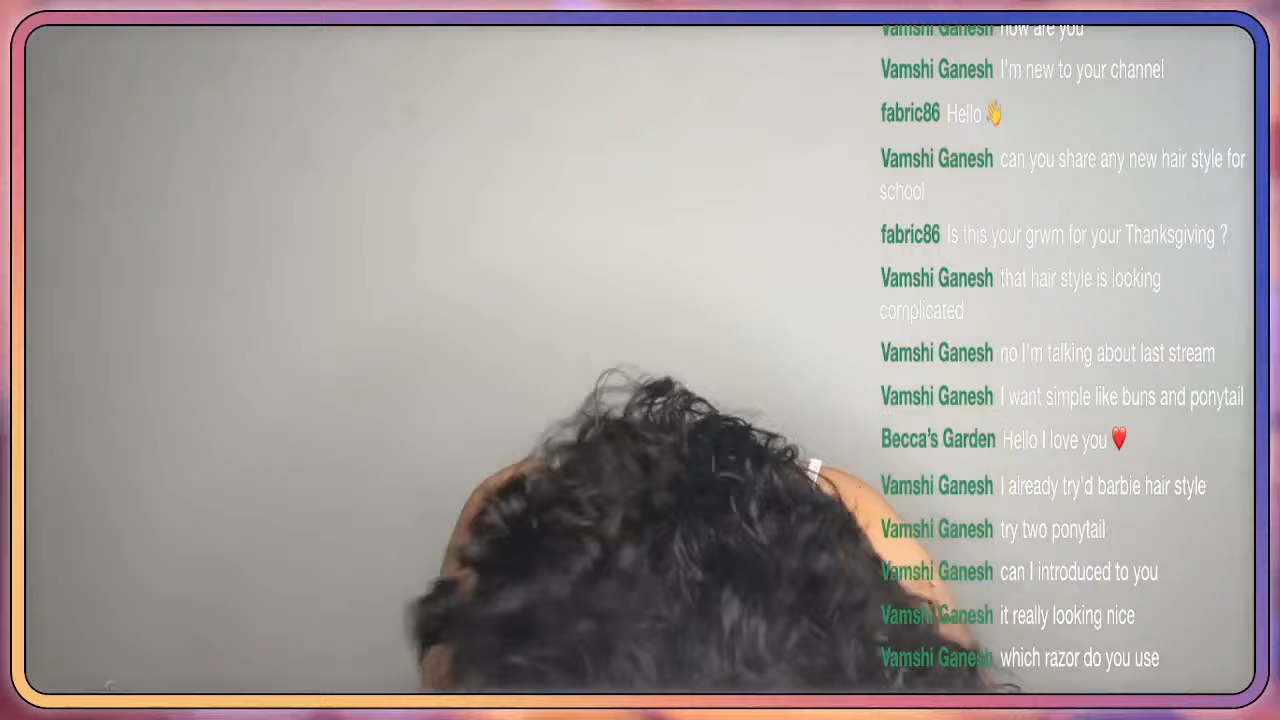 Vamshi Ganesh how are you
Vamshi Ganesh I'm new to your channel
fabric86 Hello 👋
Vamshi Ganesh can you share any new hair style for
school
fabric86 Is this your grwm for your Thanksgiving ?
Vamshi Ganesh that hair style is looking
complicated
Vamshi Ganesh no I'm talking about last stream
Vamshi Ganesh I want simple like buns and ponytail
Becca's Garden Hello I love you ❤️
Vamshi Ganesh I already try'd barbie hair style
Vamshi Ganesh try two ponytail
Vamshi Ganesh can I introduced to you
Vamshi Ganesh it really looking nice
Vamshi Ganesh which razor do you use